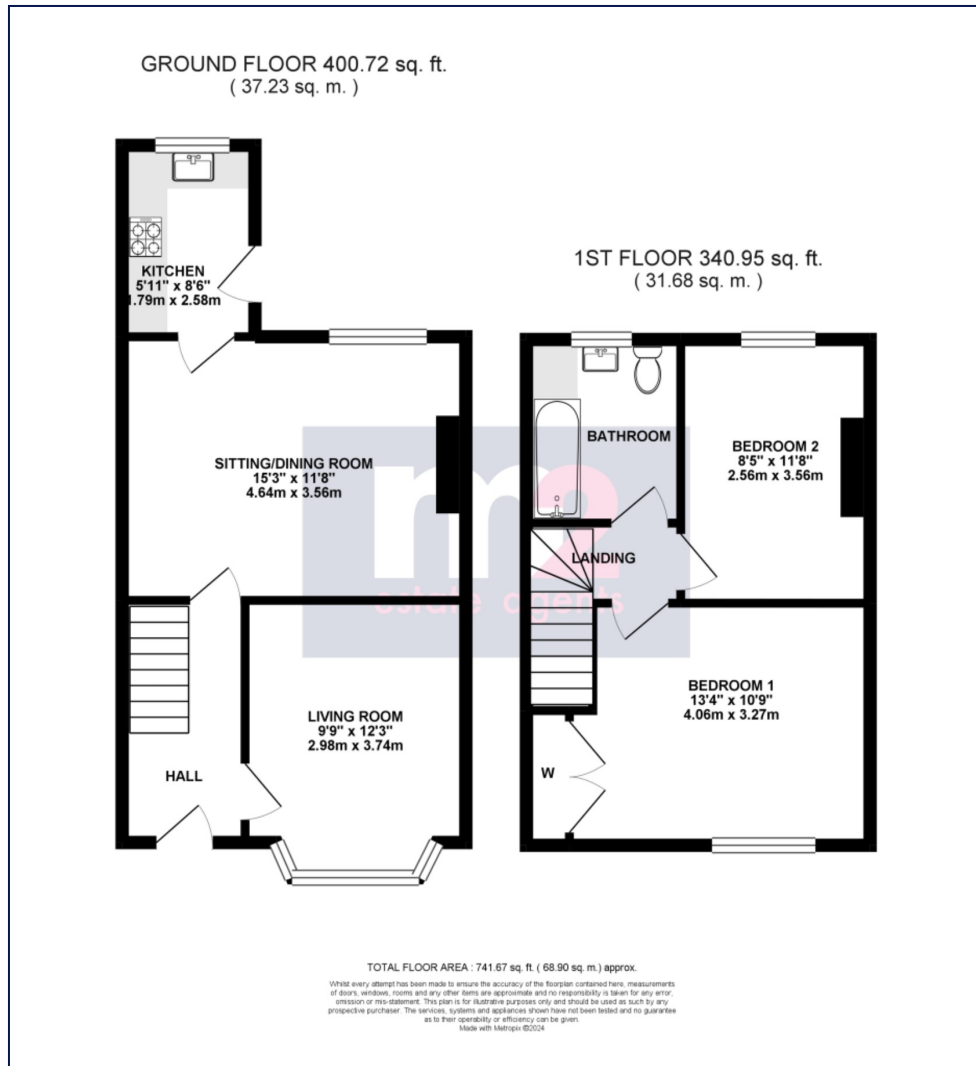 GROUND FLOOR 400.72 sq. ft.
( 37.23 sq. m. )
KITCHEN
5'11" x 8'6"
1.79m x 2.58m
SITTING/DINING ROOM
15'3" x 11'8"
4.64m x 3.56m
LIVING ROOM
9'9" x 12'3"
2.98m x 3.74m
HALL
1ST FLOOR 340.95 sq. ft.
( 31.68 sq. m. )
BATHROOM
BEDROOM 2
8'5" x 11'8"
2.56m x 3.56m
LANDING
BEDROOM 1
13'4" x 10'9"
4.06m x 3.27m
W
m2
estate agents
TOTAL FLOOR AREA : 741.67 sq. ft. ( 68.90 sq. m.) approx.
Whilst every attempt has been made to ensure the accuracy of the floorplan contained here, measurements
of doors, windows, rooms and any other items are approximate and no responsibility is taken for any error,
omission or mis-statement. This plan is for illustrative purposes only and should be used as such by any
prospective purchaser. The services, systems and appliances shown have not been tested and no guarantee
as to their operability or efficiency can be given.
Made with Metropix ©2024